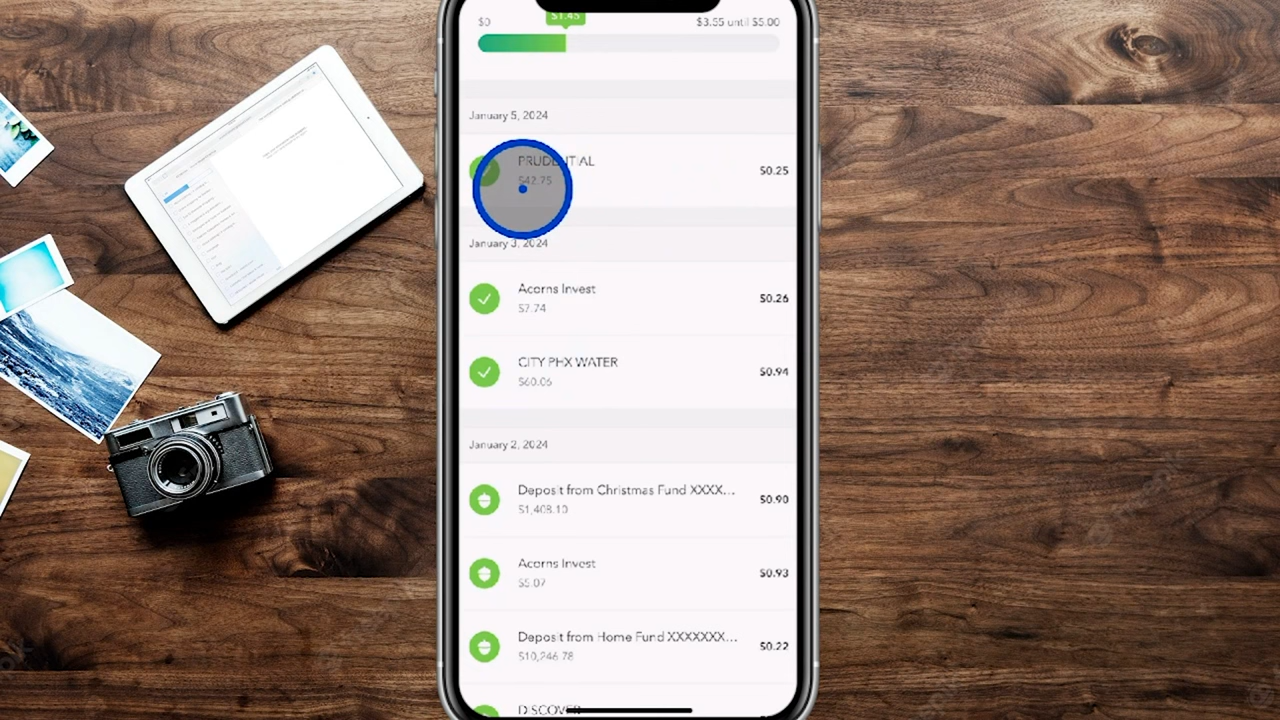 $1.45
$0
$3.55 until $5.00
January 5, 2024
PRUDENTIAL
$0.25
$42.75
January 3, 2024
Acorns Invest
$0.26
$7.74
CITY PHX WATER
$0.94
$60.06
January 2, 2024
Deposit from Christmas Fund XXXX...
$0.90
$1,408.10
Acorns Invest
$0.93
$5.07
Deposit from Home Fund XXXXXXX...
$0.22
$10,246.78
DISCOVER